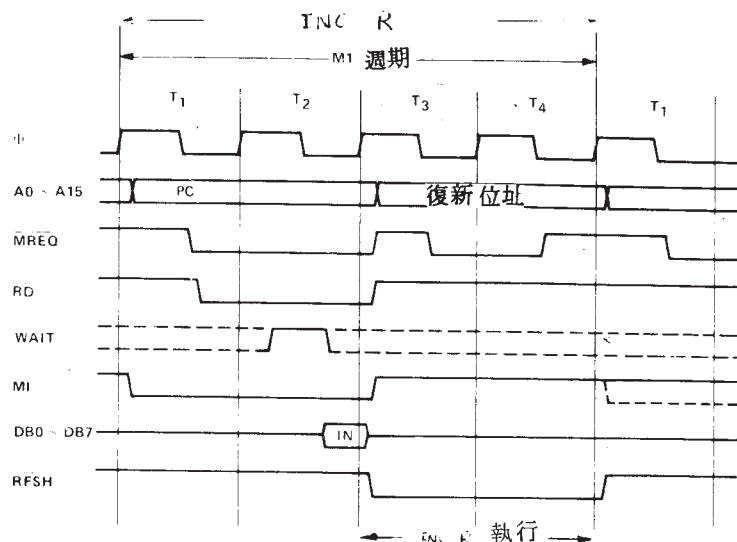 INC R
M1 週期
T1 T2 T3 T4 T1
A0 ~ A15 PC 復新位址
MREQ
RD
WAIT
MI
DB0 ~ DB7 IN
RFSH
R 執行